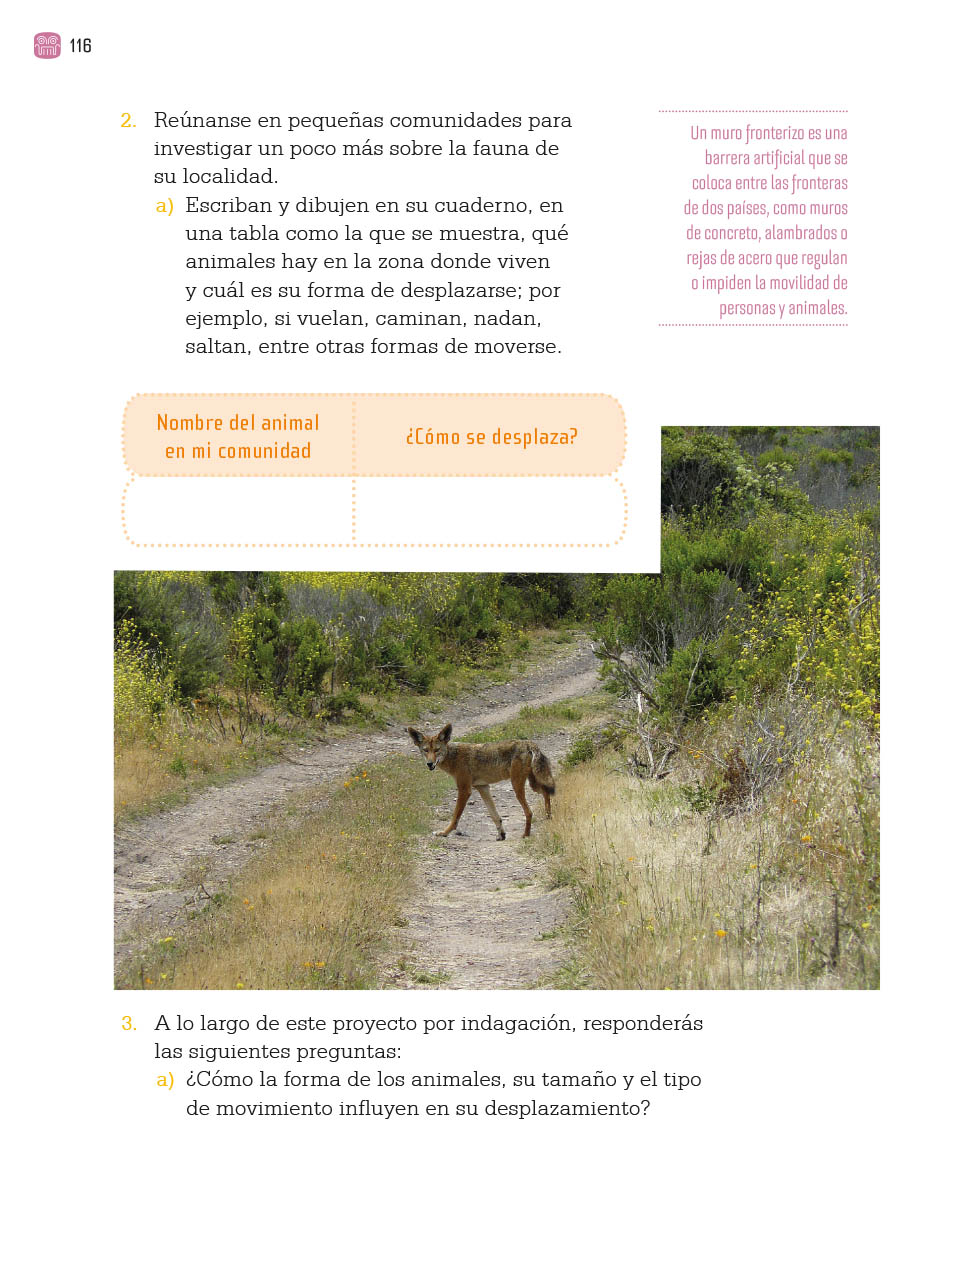 116
2. Reúnanse en pequeñas comunidades para
investigar un poco más sobre la fauna de
su localidad.
a) Escriban y dibujen en su cuaderno, en
una tabla como la que se muestra, qué
animales hay en la zona donde viven
y cuál es su forma de desplazarse; por
ejemplo, si vuelan, caminan, nadan,
saltan, entre otras formas de moverse.
Un muro fronterizo es una
barrera artificial que se
coloca entre las fronteras
de dos países, como muros
de concreto, alambrados o
rejas de acero que regulan
o impiden la movilidad de
personas y animales.
Nombre del animal
en mi comunidad
¿Cómo se desplaza?
3. A lo largo de este proyecto por indagación, responderás
las siguientes preguntas:
a) ¿Cómo la forma de los animales, su tamaño y el tipo
de movimiento influyen en su desplazamiento?